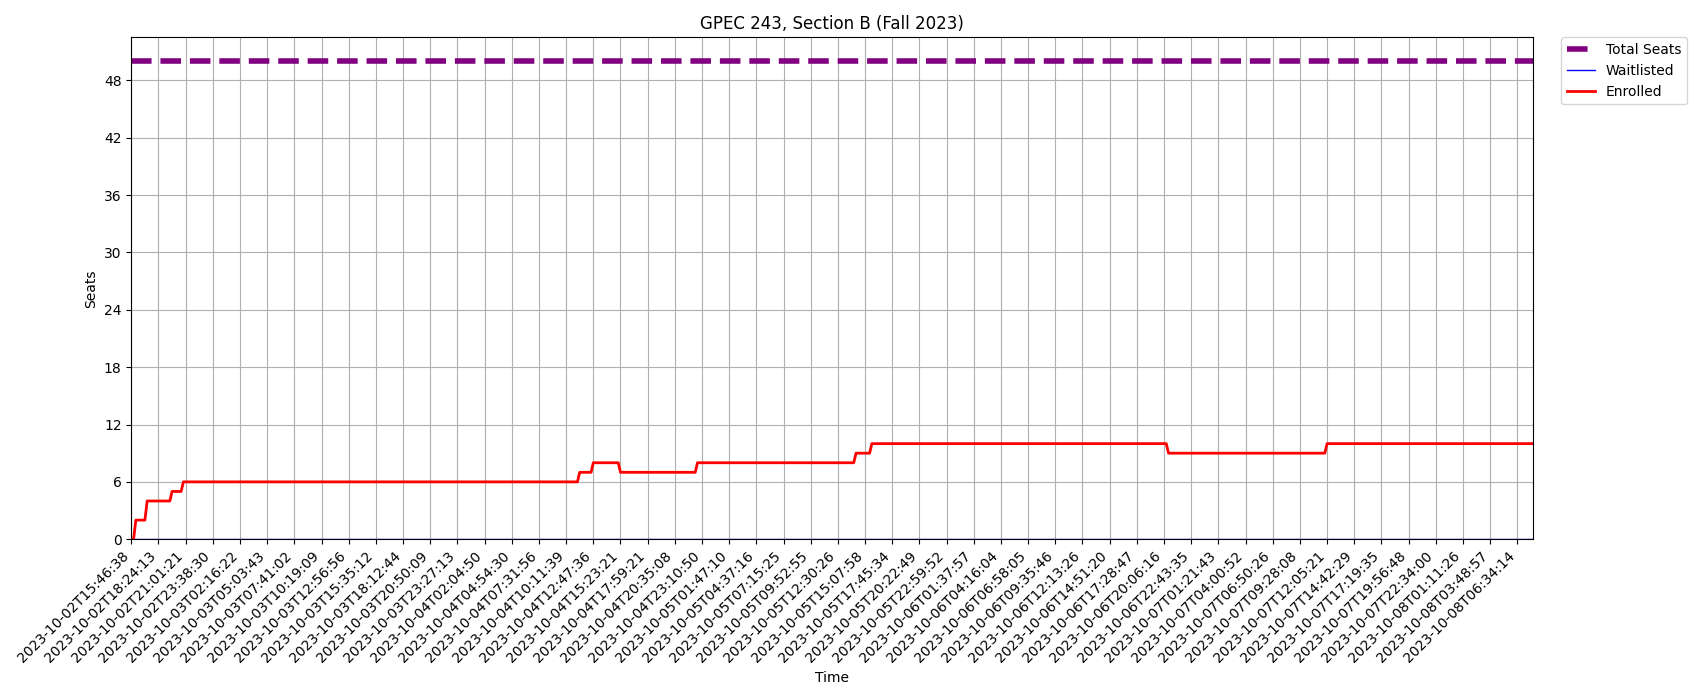 GPEC 243, Section B (Fall 2023)
Total Seats
Waitlisted
Enrolled
Seats
48
42
36
30
24
18
12
6
0
2023-10-02T15:46:38
2023-10-02T18:24:13
2023-10-02T21:01:21
2023-10-02T23:38:30
2023-10-03T02:16:22
2023-10-03T05:03:43
2023-10-03T07:41:02
2023-10-03T10:19:09
2023-10-03T12:56:56
2023-10-03T15:35:12
2023-10-03T18:12:44
2023-10-03T20:50:09
2023-10-03T23:27:13
2023-10-04T02:04:50
2023-10-04T04:54:30
2023-10-04T07:31:56
2023-10-04T10:11:39
2023-10-04T12:47:36
2023-10-04T15:23:21
2023-10-04T17:59:21
2023-10-04T20:35:08
2023-10-04T23:10:50
2023-10-05T01:47:10
2023-10-05T04:37:16
2023-10-05T07:15:25
2023-10-05T09:52:55
2023-10-05T12:30:26
2023-10-05T15:07:58
2023-10-05T17:45:34
2023-10-05T20:22:49
2023-10-05T22:59:52
2023-10-06T01:37:57
2023-10-06T04:16:04
2023-10-06T06:58:05
2023-10-06T09:35:46
2023-10-06T12:13:26
2023-10-06T14:51:20
2023-10-06T17:28:47
2023-10-06T20:06:16
2023-10-06T22:43:35
2023-10-07T01:21:43
2023-10-07T04:00:52
2023-10-07T06:50:26
2023-10-07T09:28:08
2023-10-07T12:05:21
2023-10-07T14:42:29
2023-10-07T17:19:35
2023-10-07T19:56:48
2023-10-07T22:34:00
2023-10-08T01:11:26
2023-10-08T03:48:57
2023-10-08T06:34:14
Time